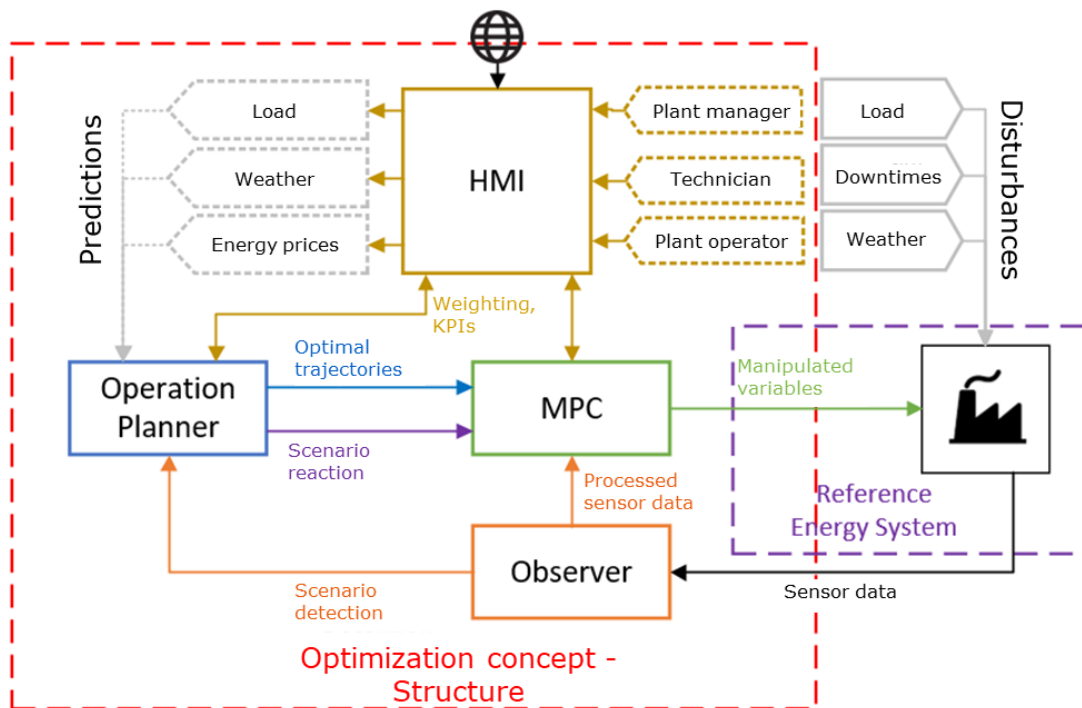 Predictions
Load
Weather
Energy prices
HMI
Plant manager
Technician
Plant operator
Load
Downtimes
Weather
Disturbances
Weighting,
KPIs
Optimal
trajectories
Operation
Planner
MPC
Manipulated
variables
Scenario
reaction
Processed
sensor data
Reference
Energy System
Observer
Scenario
detection
Sensor data
Optimization concept -
Structure